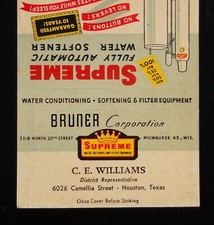 GUARANTEED
10 YEARS!
NO LEVERS!
NO BUTTONS!
SUPREME
FULLY AUTOMATIC
WATER SOFTENER
100%
WATER CONDITIONING • SOFTENING & FILTER EQUIPMENT
BRUNER Corporation
2318 NORTH 30TH STREET
MILWAUKEE 45, WIS.
SUPREME
C. E. WILLIAMS
District Representative
6026 Camellia Street - Houston, Texas
Close Cover Before Striking